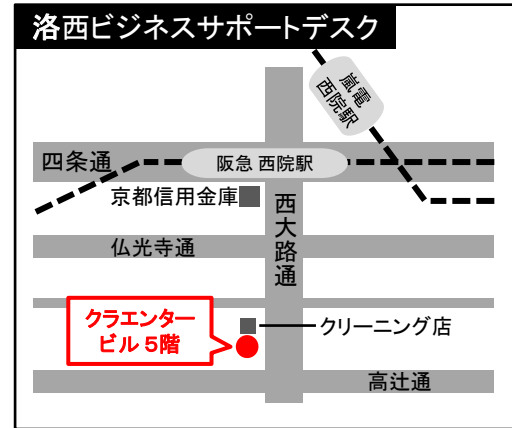 洛西ビジネスサポートデスク
嵐電
西院駅
四条通
阪急 西院駅
京都信用金庫
西大路通
仏光寺通
クラエンター
ビル 5階
クリーニング店
高辻通